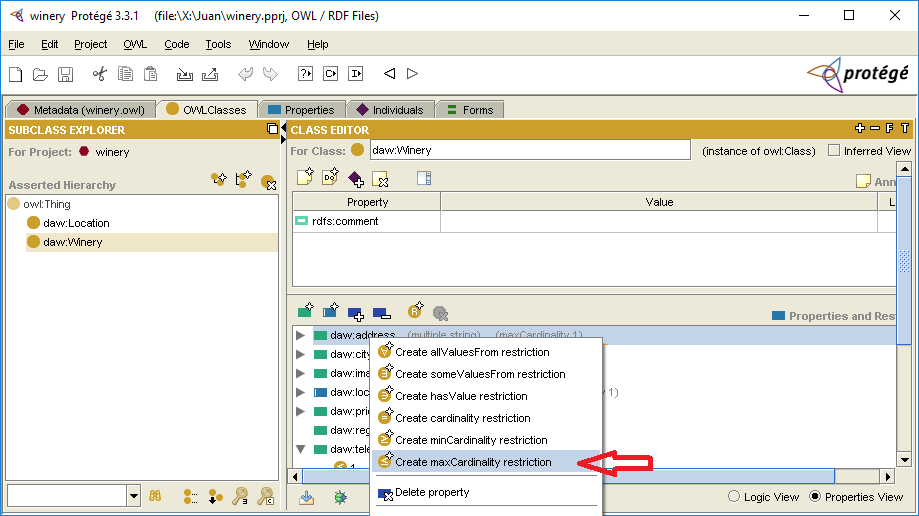 winery  Protégé 3.3.1    (file:\X:\Juan\winery.pprj, OWL / RDF Files)
File Edit Project OWL Code Tools Window Help
protégé
Metadata (winery.owl) OWLClasses Properties Individuals Forms
SUBCLASS EXPLORER
For Project: winery
Asserted Hierarchy
owl:Thing
daw:Location
daw:Winery
CLASS EDITOR
F T
For Class: daw:Winery (instance of owl:Class) Inferred View
Property Value
rdfs:comment
Properties and Rest
daw:address (multiple string) (maxCardinality 1)
daw:city
daw:ima
daw:loc 1)
daw:pri
daw:reg
daw:tele
Create allValuesFrom restriction
Create someValuesFrom restriction
Create hasValue restriction
Create cardinality restriction
Create minCardinality restriction
Create maxCardinality restriction
Delete property
Logic View Properties View